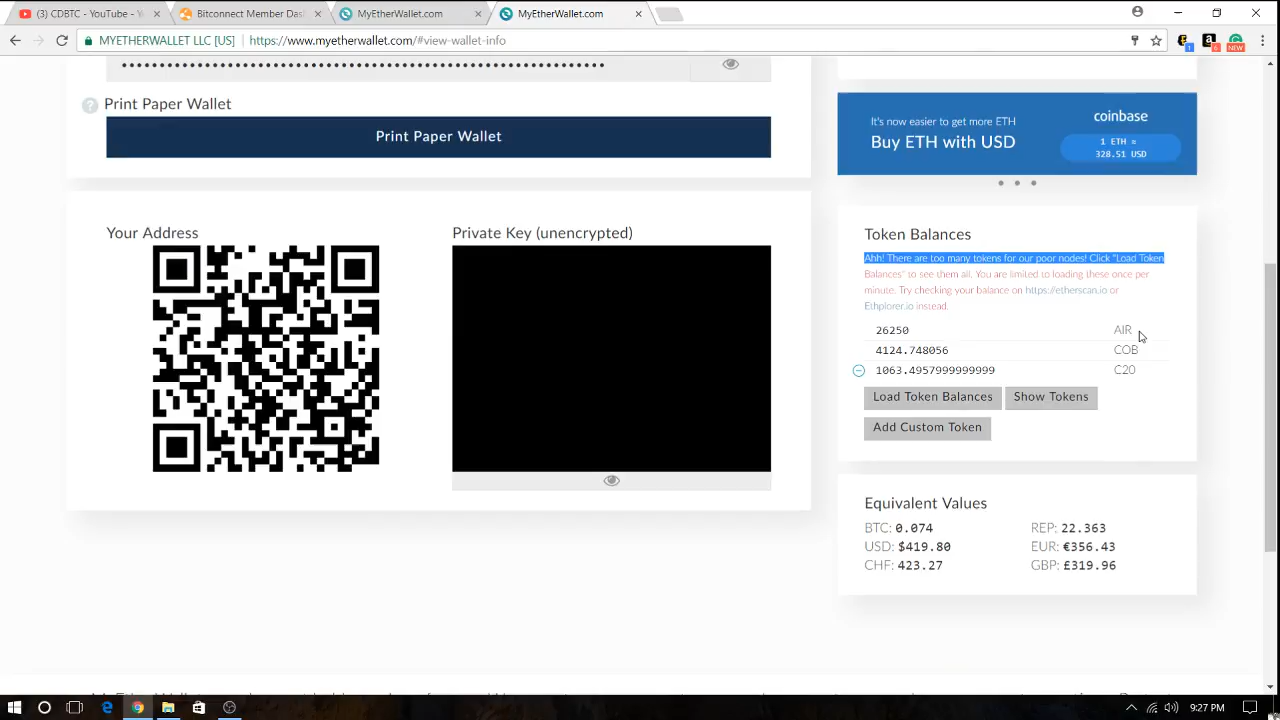 (3) CDBTC - YouTube -
Bitconnect Member Das
MyEtherWallet.com
MyEtherWallet.com
MYETHERWALLET LLC [US]
https://www.myetherwallet.com/#view-wallet-info
1
6
NEW
Print Paper Wallet
Print Paper Wallet
Your Address
Private Key (unencrypted)
It's now easier to get more ETH
Buy ETH with USD
coinbase
1 ETH =
328.51 USD
Token Balances
Ahh! There are too many tokens for our poor nodes! Click "Load Token
Balances" to see them all. You are limited to loading these once per
minute. Try checking your balance on https://etherscan.io or
Ethplorer.io instead.
26250 AIR
4124.748056 COB
1063.4957999999999 C20
Load Token Balances
Show Tokens
Add Custom Token
Equivalent Values
BTC: 0.074 REP: 22.363
USD: $419.80 EUR: €356.43
CHF: 423.27 GBP: £319.96
9:27 PM